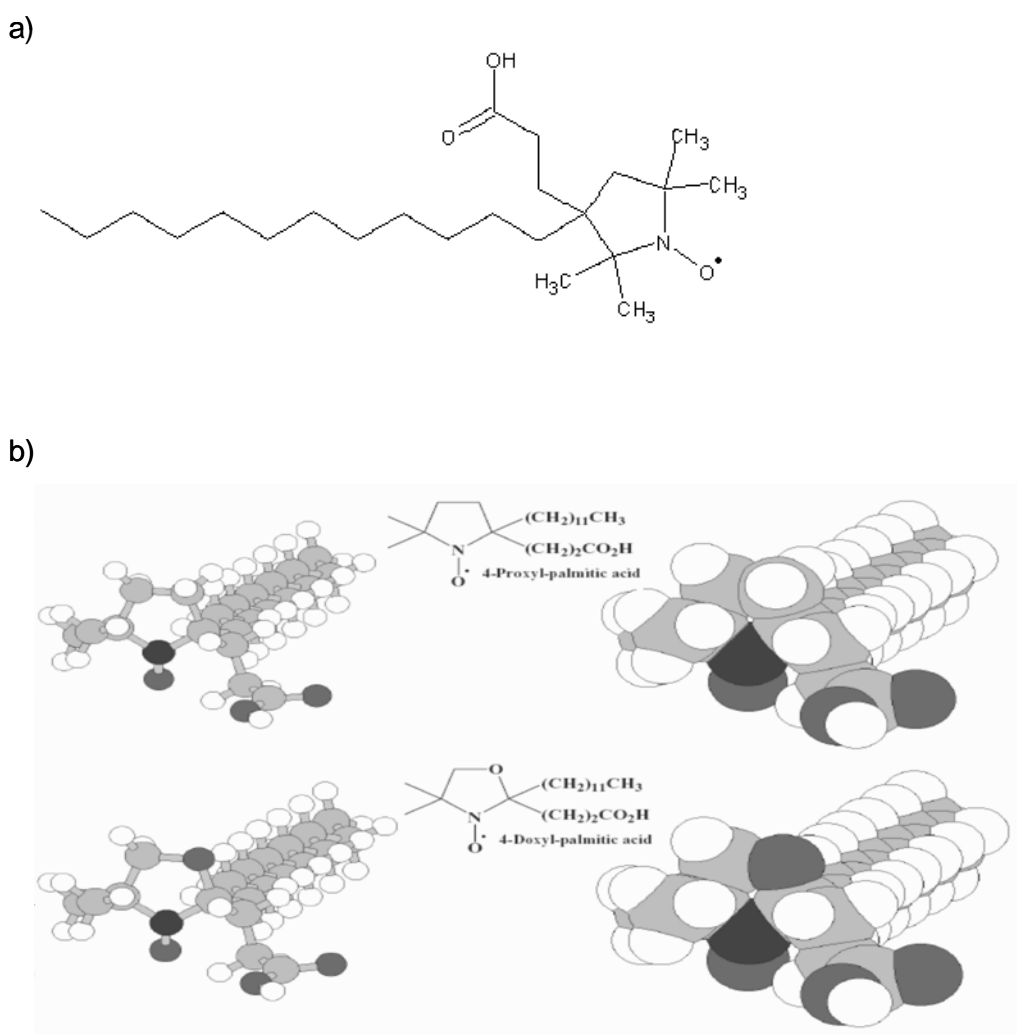 a)
OH
O
CH3
CH3
N
O•
H3C
CH3
b)
(CH2)11CH3
N
(CH2)2CO2H
O• 4-Proxyl-palmitic acid
O
(CH2)11CH3
(CH2)2CO2H
N
O• 4-Doxyl-palmitic acid